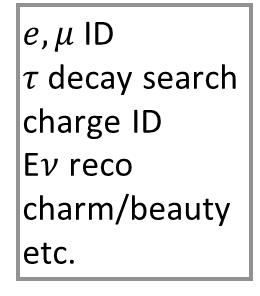 e, μ ID
τ decay search
charge ID
Eν reco
charm/beauty
etc.